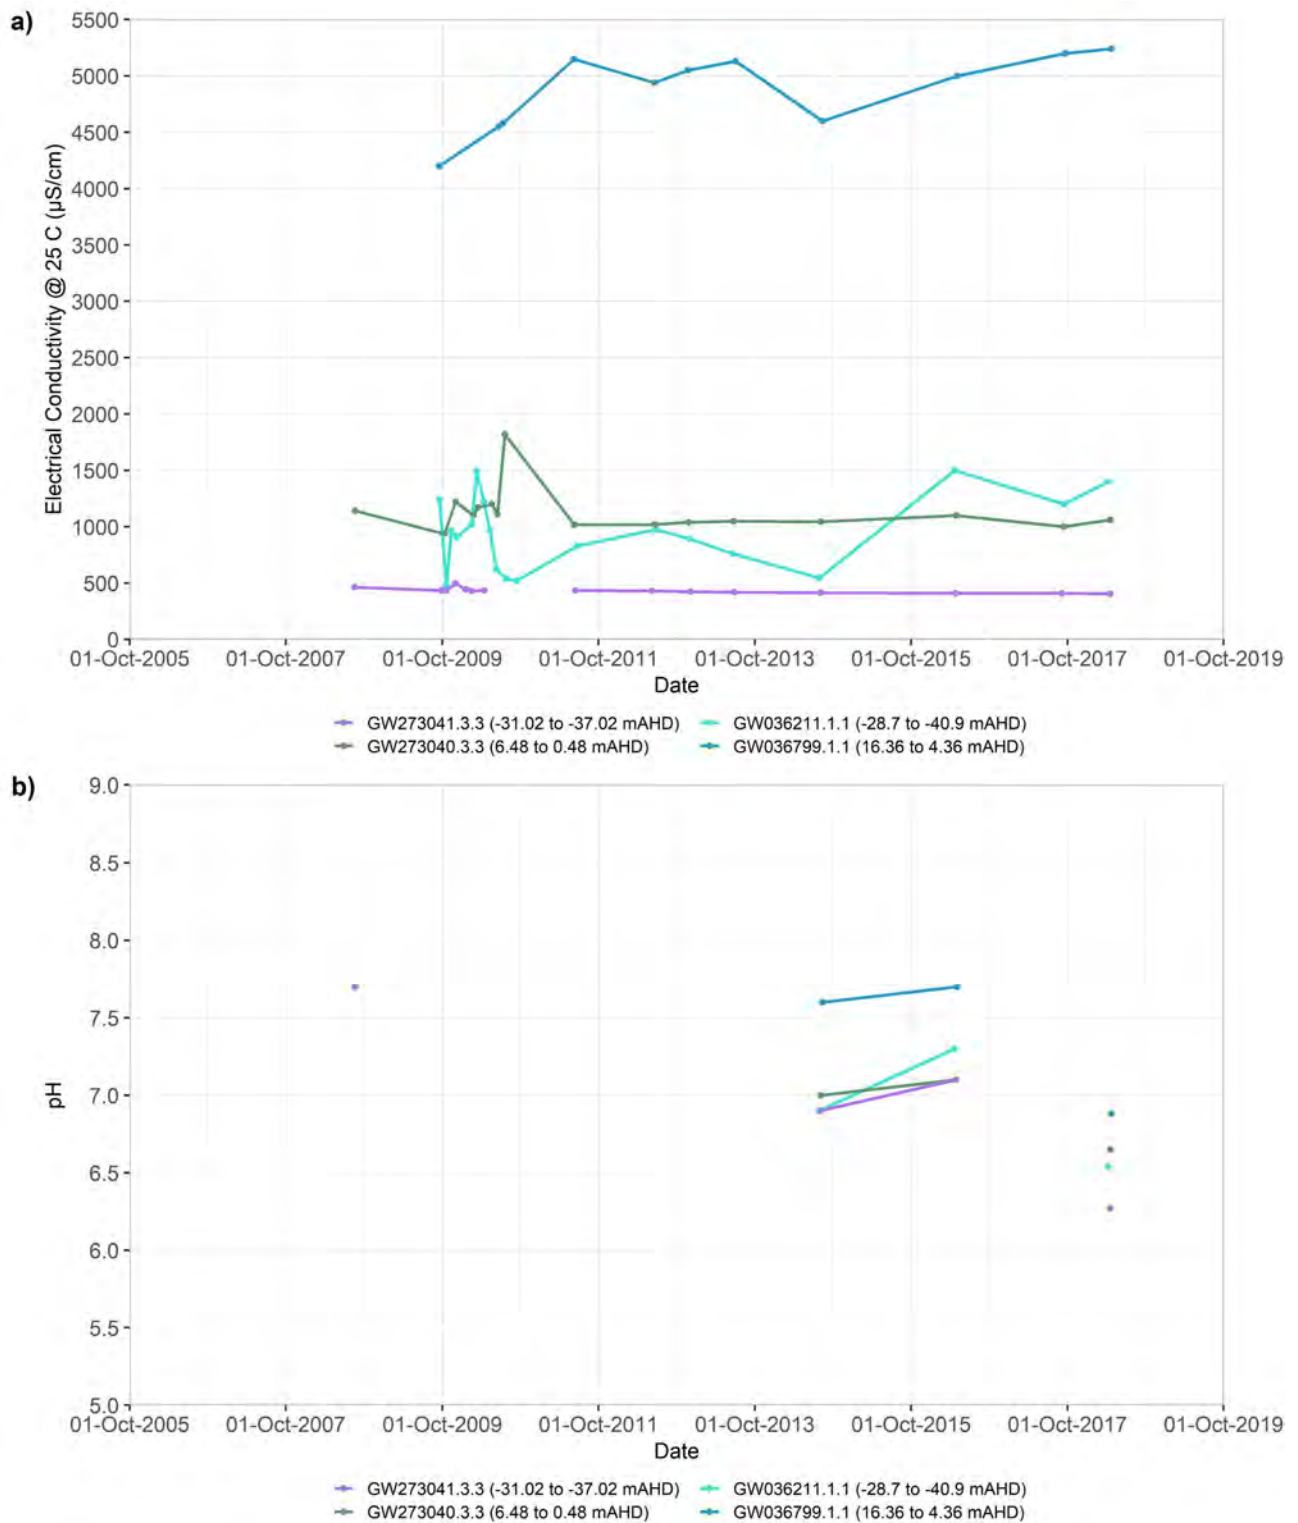 a)
5500
5000
4500
4000
3500
3000
2500
2000
1500
1000
500
0
Electrical Conductivity @ 25 C (µS/cm)
01-Oct-2005 01-Oct-2007 01-Oct-2009 01-Oct-2011 01-Oct-2013 01-Oct-2015 01-Oct-2017 01-Oct-2019
Date
GW273041.3.3 (-31.02 to -37.02 mAHD) GW036211.1.1 (-28.7 to -40.9 mAHD)
GW273040.3.3 (6.48 to 0.48 mAHD) GW036799.1.1 (16.36 to 4.36 mAHD)
b)
9.0
8.5
8.0
7.5
7.0
6.5
6.0
5.5
5.0
pH
01-Oct-2005 01-Oct-2007 01-Oct-2009 01-Oct-2011 01-Oct-2013 01-Oct-2015 01-Oct-2017 01-Oct-2019
Date
GW273041.3.3 (-31.02 to -37.02 mAHD) GW036211.1.1 (-28.7 to -40.9 mAHD)
GW273040.3.3 (6.48 to 0.48 mAHD) GW036799.1.1 (16.36 to 4.36 mAHD)